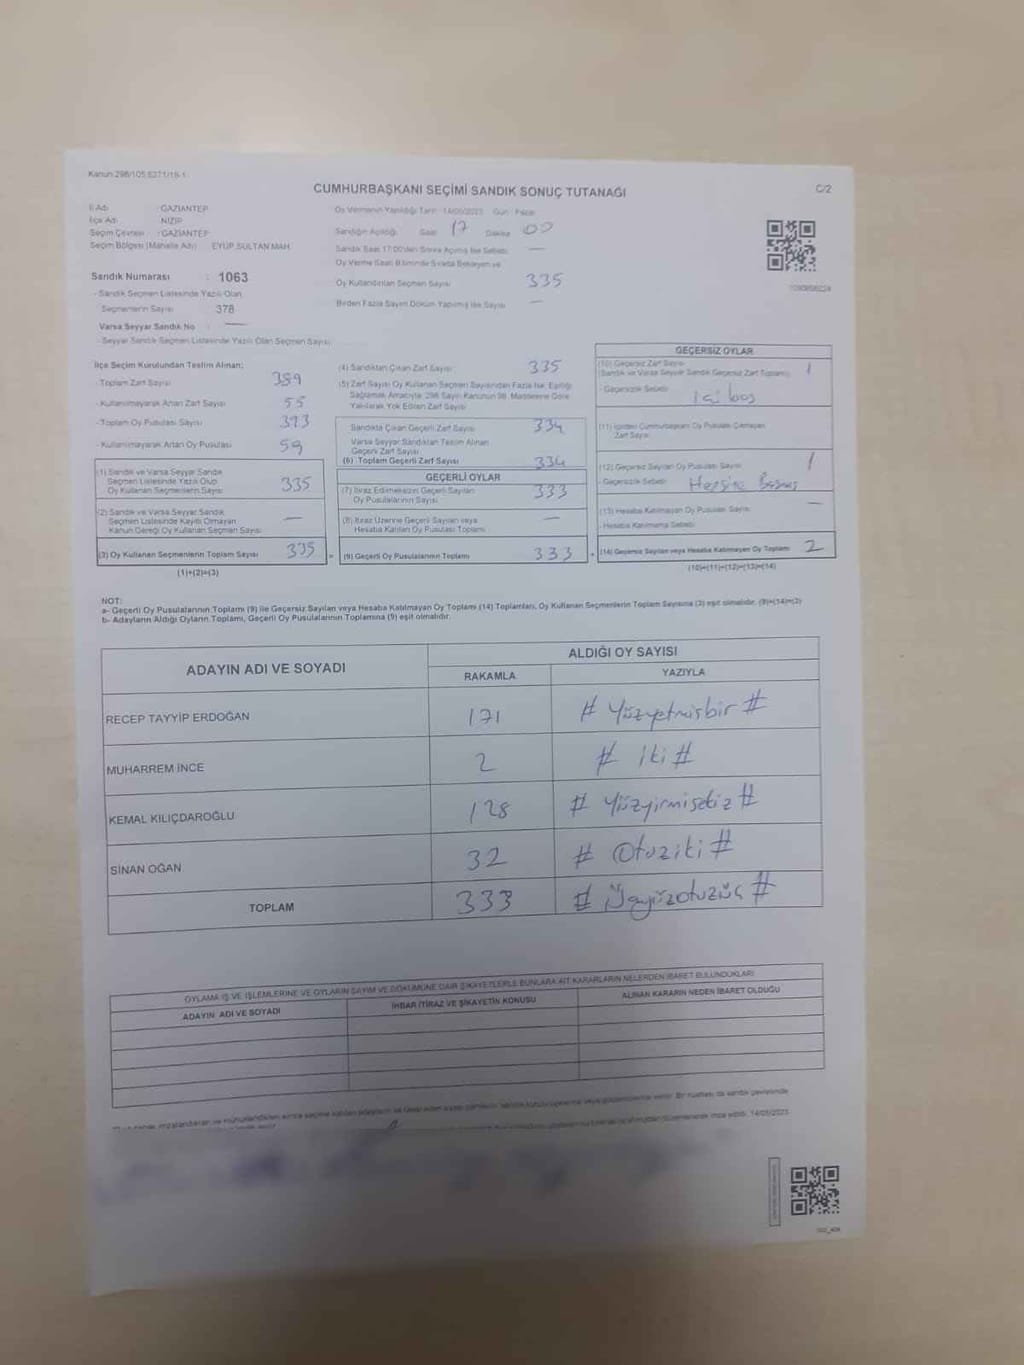 Kanun 298/105,6271/19-1
CUMHURBAŞKANI SEÇİMİ SANDIK SONUÇ TUTANAĞI
C/2
İl Adı : GAZİANTEP
İlçe Adı : NİZİP
Seçim Çevresi : GAZİANTEP
Seçim Bölgesi (Mahalle Adı) EYÜP SULTAN MAH.
Oy Vermenin Yapıldığı Tarih : 14/05/2023 Gün : Pazar
Sandığın Açıldığı Saat 17 Dakika 00
Sandık Saat 17:00'den Sonra Açılmış İse Sebebi —
Oy Verme Saati Bitiminde Sırada Bekleyen ve
Oy Kullandırılan Seçmen Sayısı 335
Birden Fazla Sayım Döküm Yapılmış ise Sayısı —
Sandık Numarası : 1063
- Sandık Seçmen Listesinde Yazılı Olan
Seçmenlerin Sayısı 378
Varsa Seyyar Sandık No : —
- Seyyar Sandık Seçmen Listesinde Yazılı Olan Seçmen Sayısı
İlçe Seçim Kurulundan Teslim Alınan;
- Toplam Zarf Sayısı 389
- Kullanılmayarak Artan Zarf Sayısı 55
- Toplam Oy Pusulası Sayısı 393
- Kullanılmayarak Artan Oy Pusulası 59
(1) Sandık ve Varsa Seyyar Sandık
Seçmen Listesinde Yazılı Olup
Oy Kullanan Seçmenlerin Sayısı 335
(2) Sandık ve Varsa Seyyar Sandık
Seçmen Listesinde Kayıtlı Olmayan
Kanun Gereği Oy Kullanan Seçmen Sayısı —
(3) Oy Kullanan Seçmenlerin Toplam Sayısı 335
(1)+(2)=(3)
(4) Sandıktan Çıkan Zarf Sayısı 335
(5) Zarf Sayısı Oy Kullanan Seçmen Sayısından Fazla İse, Eşitliği
Sağlamak Amacıyla, 298 Sayılı Kanunun 98. Maddesine Göre
Yakılarak Yok Edilen Zarf Sayısı
Sandıkta Çıkan Geçerli Zarf Sayısı 334
Varsa Seyyar Sandıktan Teslim Alınan
Geçerli Zarf Sayısı
(6) Toplam Geçerli Zarf Sayısı 334
GEÇERLİ OYLAR
(7) İtiraz Edilmeksizin Geçerli Sayılan
Oy Pusulalarının Sayısı 333
(8) İtiraz Üzerine Geçerli Sayılan veya
Hesaba Katılan Oy Pusulası Toplamı —
(9) Geçerli Oy Pusulalarının Toplamı 333
GEÇERSİZ OYLAR
(10) Geçersiz Zarf Sayısı
(Sandık ve Varsa Seyyar Sandık Geçersiz Zarf Toplamı) 1
- Geçersizlik Sebebi İçi boş
(11) İçinden Cumhurbaşkanı Oy Pusulası Çıkmayan
Zarf Sayısı
(12) Geçersiz Sayılan Oy Pusulası Sayısı 1
- Geçersizlik Sebebi Hepsine Basmış
(13) Hesaba Katılmayan Oy Pusulası Sayısı —
- Hesaba Katılmama Sebebi
(14) Geçersiz Sayılan veya Hesaba Katılmayan Oy Toplamı 2
(10)+(11)+(12)+(13)=(14)
NOT:
a- Geçerli Oy Pusulalarının Toplamı (9) ile Geçersiz Sayılan veya Hesaba Katılmayan Oy Toplamı (14) Toplamları, Oy Kullanan Seçmenlerin Toplam Sayısına (3) eşit olmalıdır. (9)+(14)=(3)
b- Adayların Aldığı Oyların Toplamı, Geçerli Oy Pusulalarının Toplamına (9) eşit olmalıdır.
ADAYIN ADI VE SOYADI
ALDIĞI OY SAYISI
RAKAMLA YAZIYLA
RECEP TAYYİP ERDOĞAN 171 # Yüzyetmişbir #
MUHARREM İNCE 2 # iki #
KEMAL KILIÇDAROĞLU 128 # Yüzyirmisekiz #
SİNAN OĞAN 32 # Otuziki #
TOPLAM 333 # Üçyüzotuzüç #
OYLAMA İŞ VE İŞLEMLERİNE VE OYLARIN SAYIM VE DÖKÜMÜNE DAİR ŞİKAYETLERLE BUNLARA AİT KARARLARIN NELERDEN İBARET BULUNDUKLARI
ADAYIN ADI VE SOYADI İHBAR İTİRAZ VE ŞİKAYETİN KONUSU ALINAN KARARIN NEDEN İBARET OLDUĞU